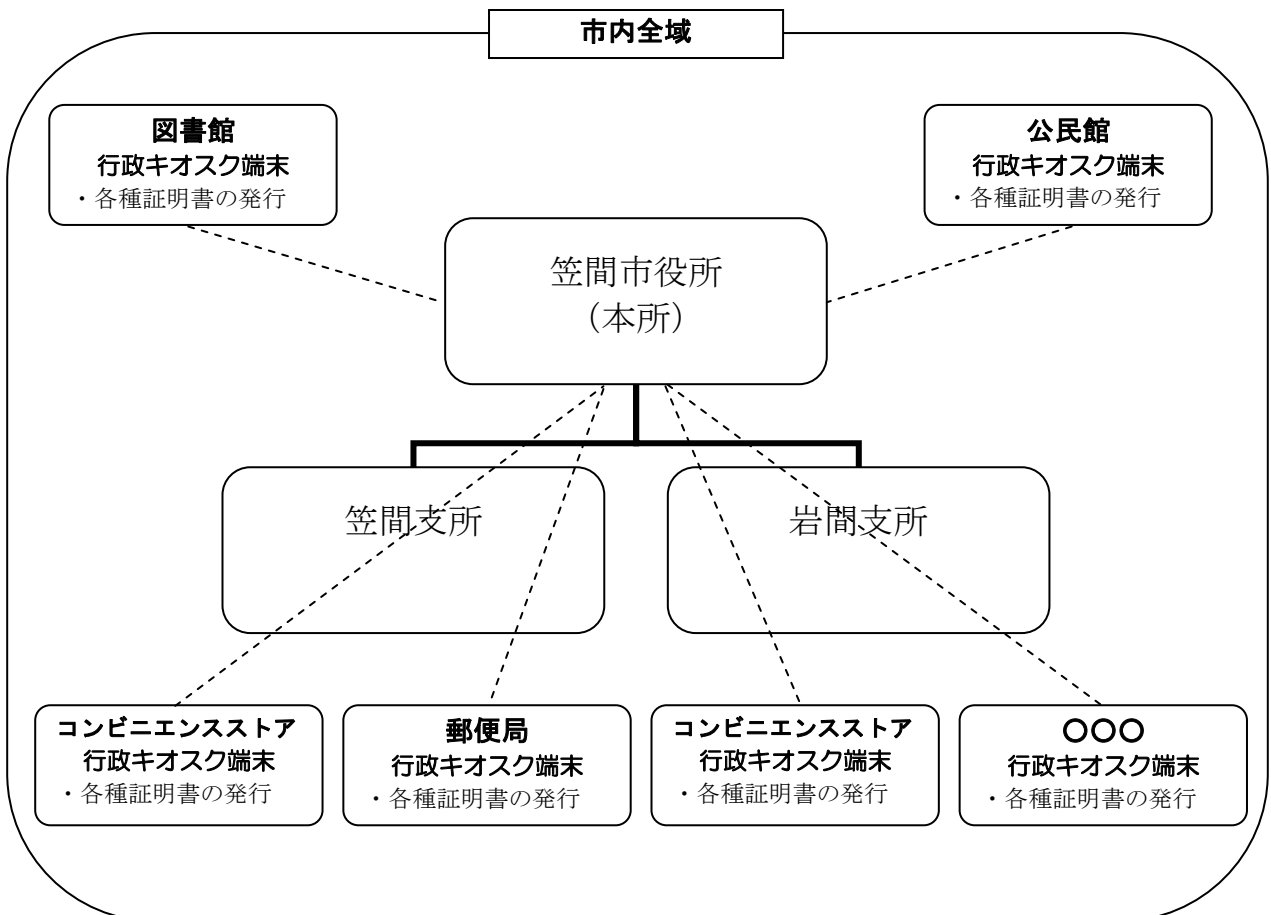 市内全域
図書館
行政キオスク端末
・各種証明書の発行
公民館
行政キオスク端末
・各種証明書の発行
笠間市役所
（本所）
笠間支所
岩間支所
コンビニエンスストア
行政キオスク端末
・各種証明書の発行
郵便局
行政キオスク端末
・各種証明書の発行
コンビニエンスストア
行政キオスク端末
・各種証明書の発行
○○○
行政キオスク端末
・各種証明書の発行